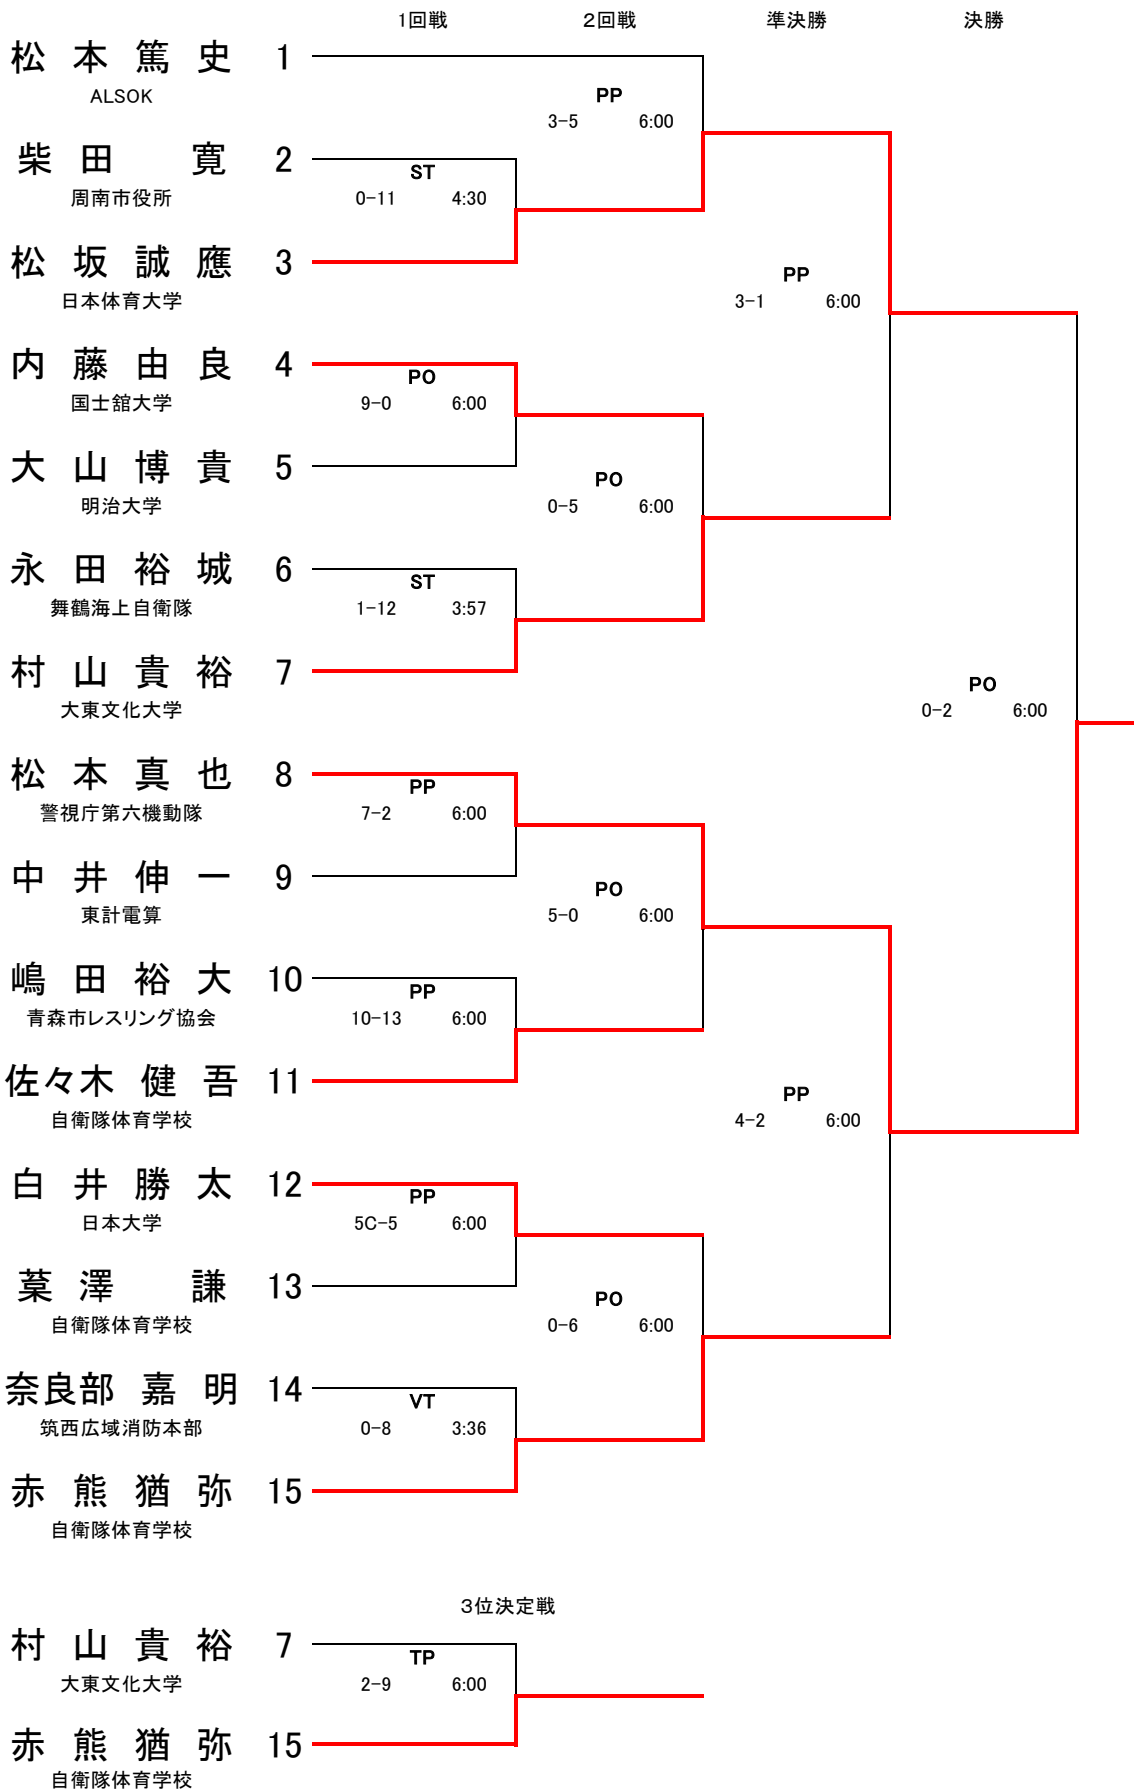 1回戦 2回戦 準決勝 決勝
松本篤史 1
ALSOK
PP
3-5 6:00
柴田 寛 2
周南市役所
ST
0-11 4:30
松坂誠應 3
日本体育大学
PP
3-1 6:00
内藤由良 4
国士舘大学
PO
9-0 6:00
大山博貴 5
明治大学
PO
0-5 6:00
永田裕城 6
舞鶴海上自衛隊
ST
1-12 3:57
村山貴裕 7
大東文化大学
PO
0-2 6:00
松本真也 8
警視庁第六機動隊
PP
7-2 6:00
中井伸一 9
東計電算
PO
5-0 6:00
嶋田裕大 10
青森市レスリング協会
PP
10-13 6:00
佐々木健吾 11
自衛隊体育学校
PP
4-2 6:00
白井勝太 12
日本大学
PP
5C-5 6:00
葈澤 謙 13
自衛隊体育学校
PO
0-6 6:00
奈良部嘉明 14
筑西広域消防本部
VT
0-8 3:36
赤熊猶弥 15
自衛隊体育学校
3位決定戦
村山貴裕 7
大東文化大学
TP
2-9 6:00
赤熊猶弥 15
自衛隊体育学校